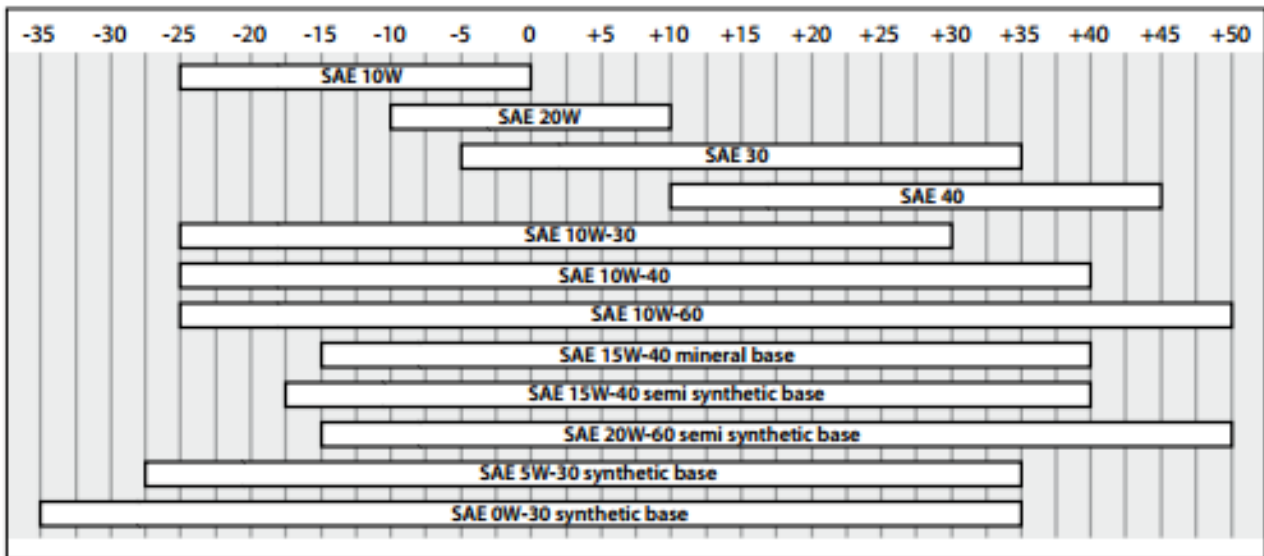 -35 -30 -25 -20 -15 -10 -5 0 +5 +10 +15 +20 +25 +30 +35 +40 +45 +50
SAE 10W
SAE 20W
SAE 30
SAE 40
SAE 10W-30
SAE 10W-40
SAE 10W-60
SAE 15W-40 mineral base
SAE 15W-40 semi synthetic base
SAE 20W-60 semi synthetic base
SAE 5W-30 synthetic base
SAE 0W-30 synthetic base